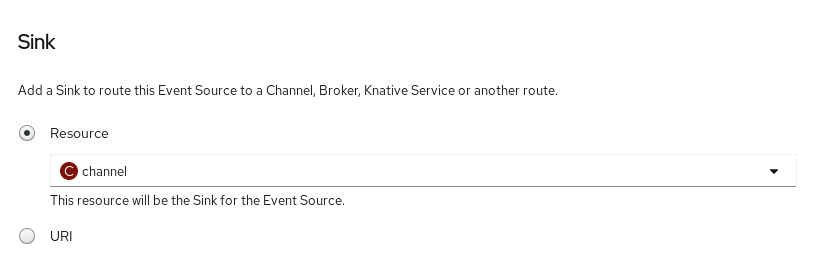 Sink
Add a Sink to route this Event Source to a Channel, Broker, Knative Service or another route.
Resource
C channel
This resource will be the Sink for the Event Source.
URI